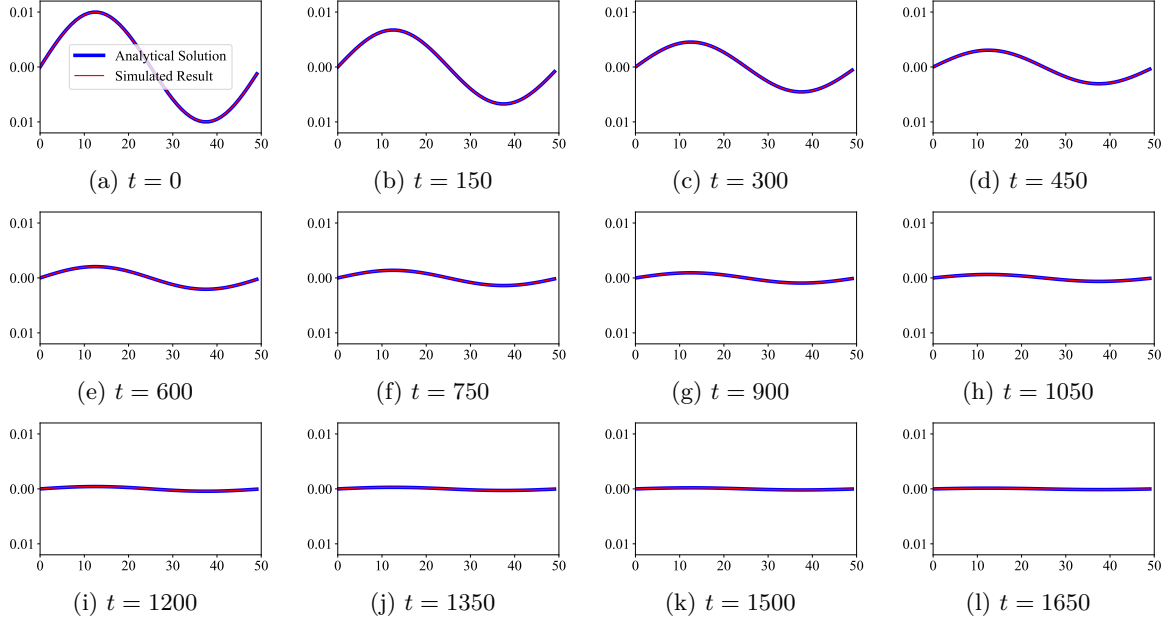 0.01 0.01 0.01 0.01
Analytical Solution
0.00 0.00 0.00 0.00
Simulated Result
0.01 0.01 0.01 0.01
0 10 20 30 40 50 0 10 20 30 40 50 0 10 20 30 40 50 0 10 20 30 40 50
(a) t = 0 (b) t = 150 (c) t = 300 (d) t = 450
0.01 0.01 0.01 0.01
0.00 0.00 0.00 0.00
0.01 0.01 0.01 0.01
0 10 20 30 40 50 0 10 20 30 40 50 0 10 20 30 40 50 0 10 20 30 40 50
(e) t = 600 (f) t = 750 (g) t = 900 (h) t = 1050
0.01 0.01 0.01 0.01
0.00 0.00 0.00 0.00
0.01 0.01 0.01 0.01
0 10 20 30 40 50 0 10 20 30 40 50 0 10 20 30 40 50 0 10 20 30 40 50
(i) t = 1200 (j) t = 1350 (k) t = 1500 (l) t = 1650